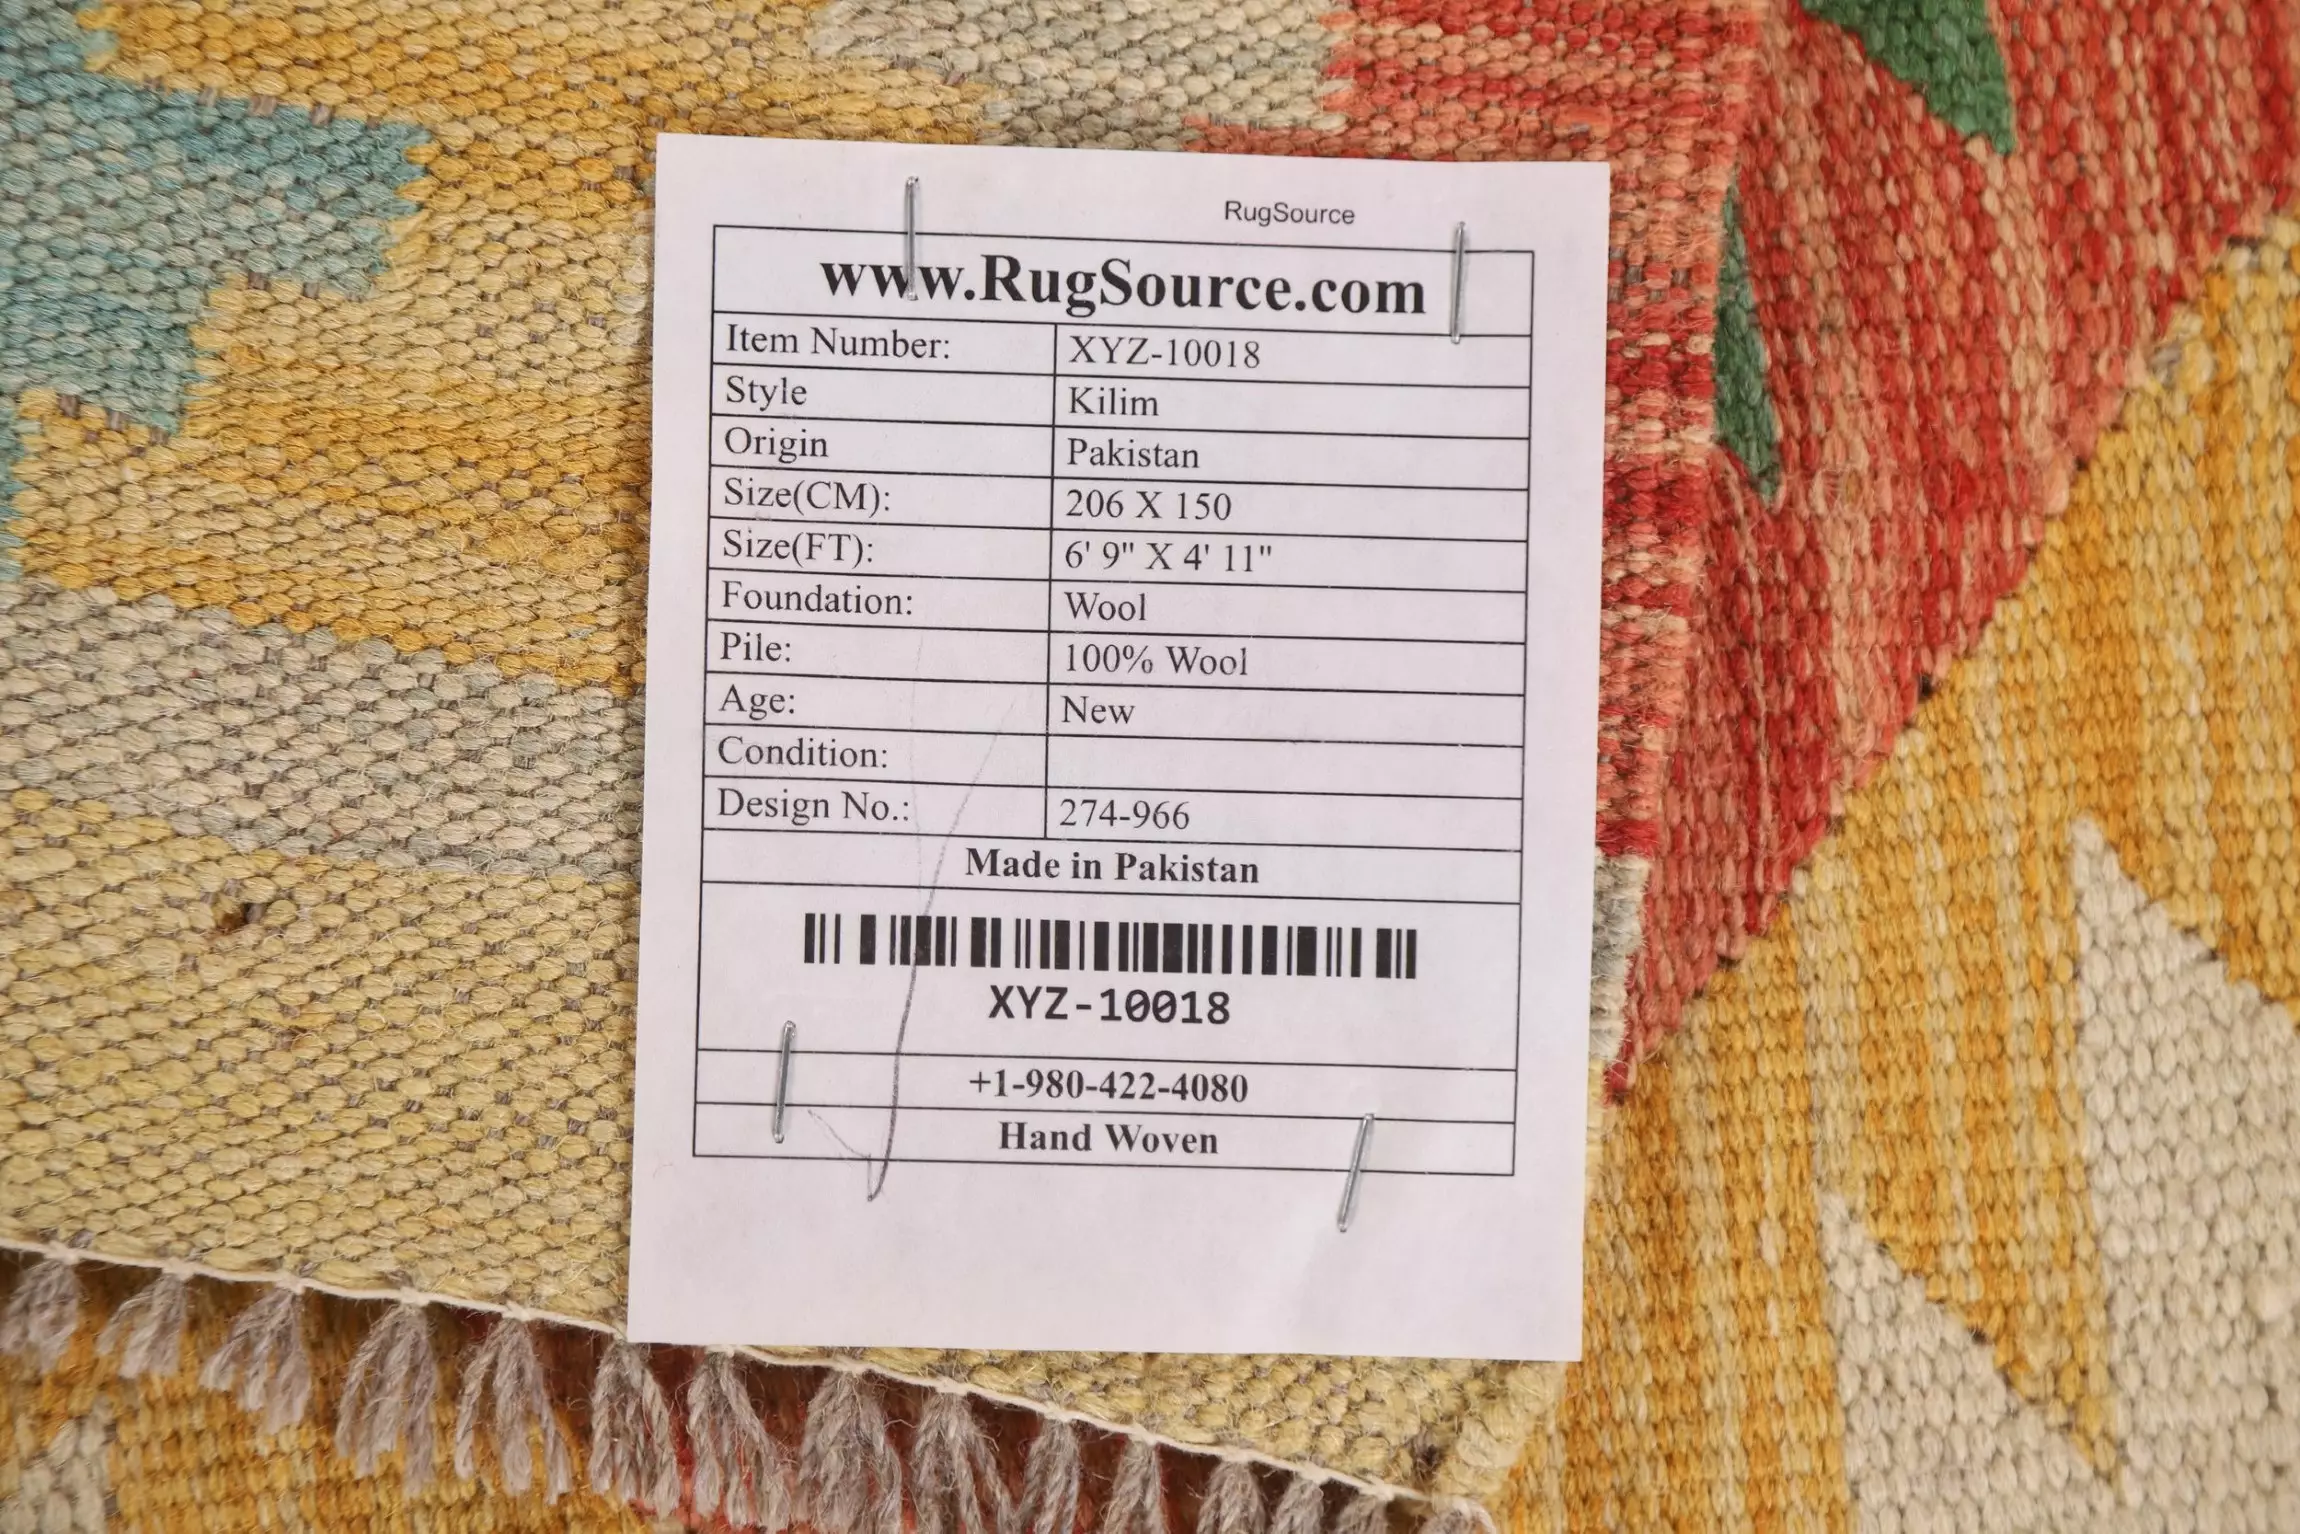 RugSource
www.RugSource.com
Item Number: XYZ-10018
Style Kilim
Origin Pakistan
Size(CM): 206 X 150
Size(FT): 6' 9" X 4' 11"
Foundation: Wool
Pile: 100% Wool
Age: New
Condition:
Design No.: 274-966
Made in Pakistan
XYZ-10018
+1-980-422-4080
Hand Woven